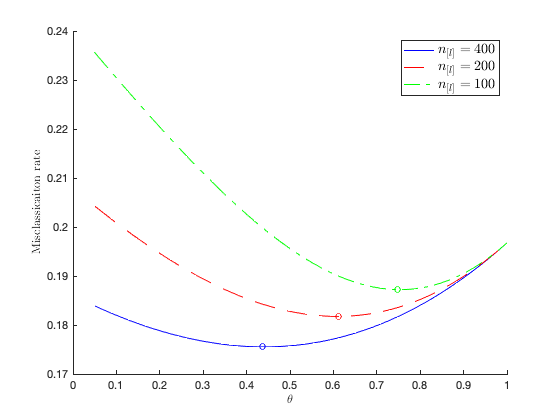 0.24
n[l] = 400
n[l] = 200
n[l] = 100
0.23
0.22
0.21
0.2
0.19
0.18
0.17
Misclassicaiton rate
0 0.1 0.2 0.3 0.4 0.5 0.6 0.7 0.8 0.9 1
θ